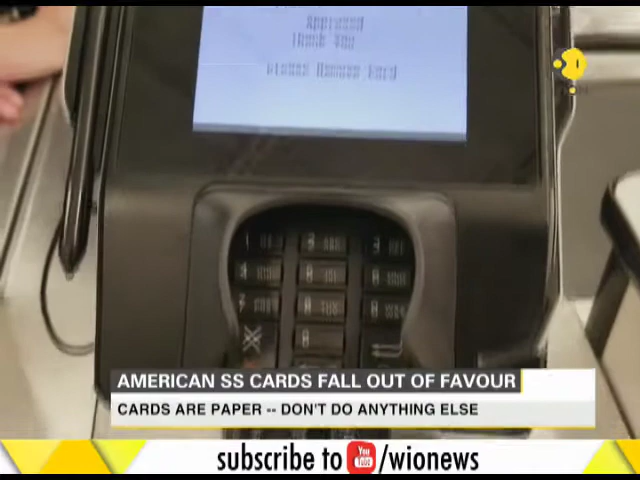 Approved
Thank You
Please Remove Card
AMERICAN SS CARDS FALL OUT OF FAVOUR
CARDS ARE PAPER -- DON'T DO ANYTHING ELSE
subscribe to You Tube /wionews